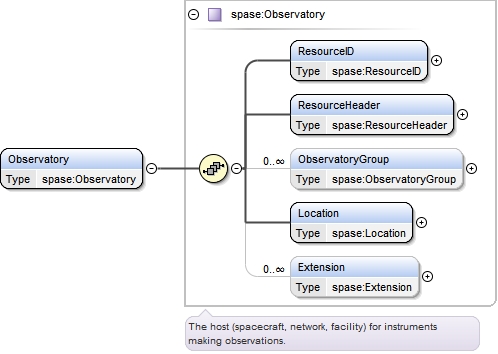 spase:Observatory
ResourceID
Type spase:ResourceID
ResourceHeader
Type spase:ResourceHeader
0..∞ ObservatoryGroup
Type spase:ObservatoryGroup
Observatory
Type spase:Observatory
Location
Type spase:Location
0..∞ Extension
Type spase:Extension
The host (spacecraft, network, facility) for instruments
making observations.